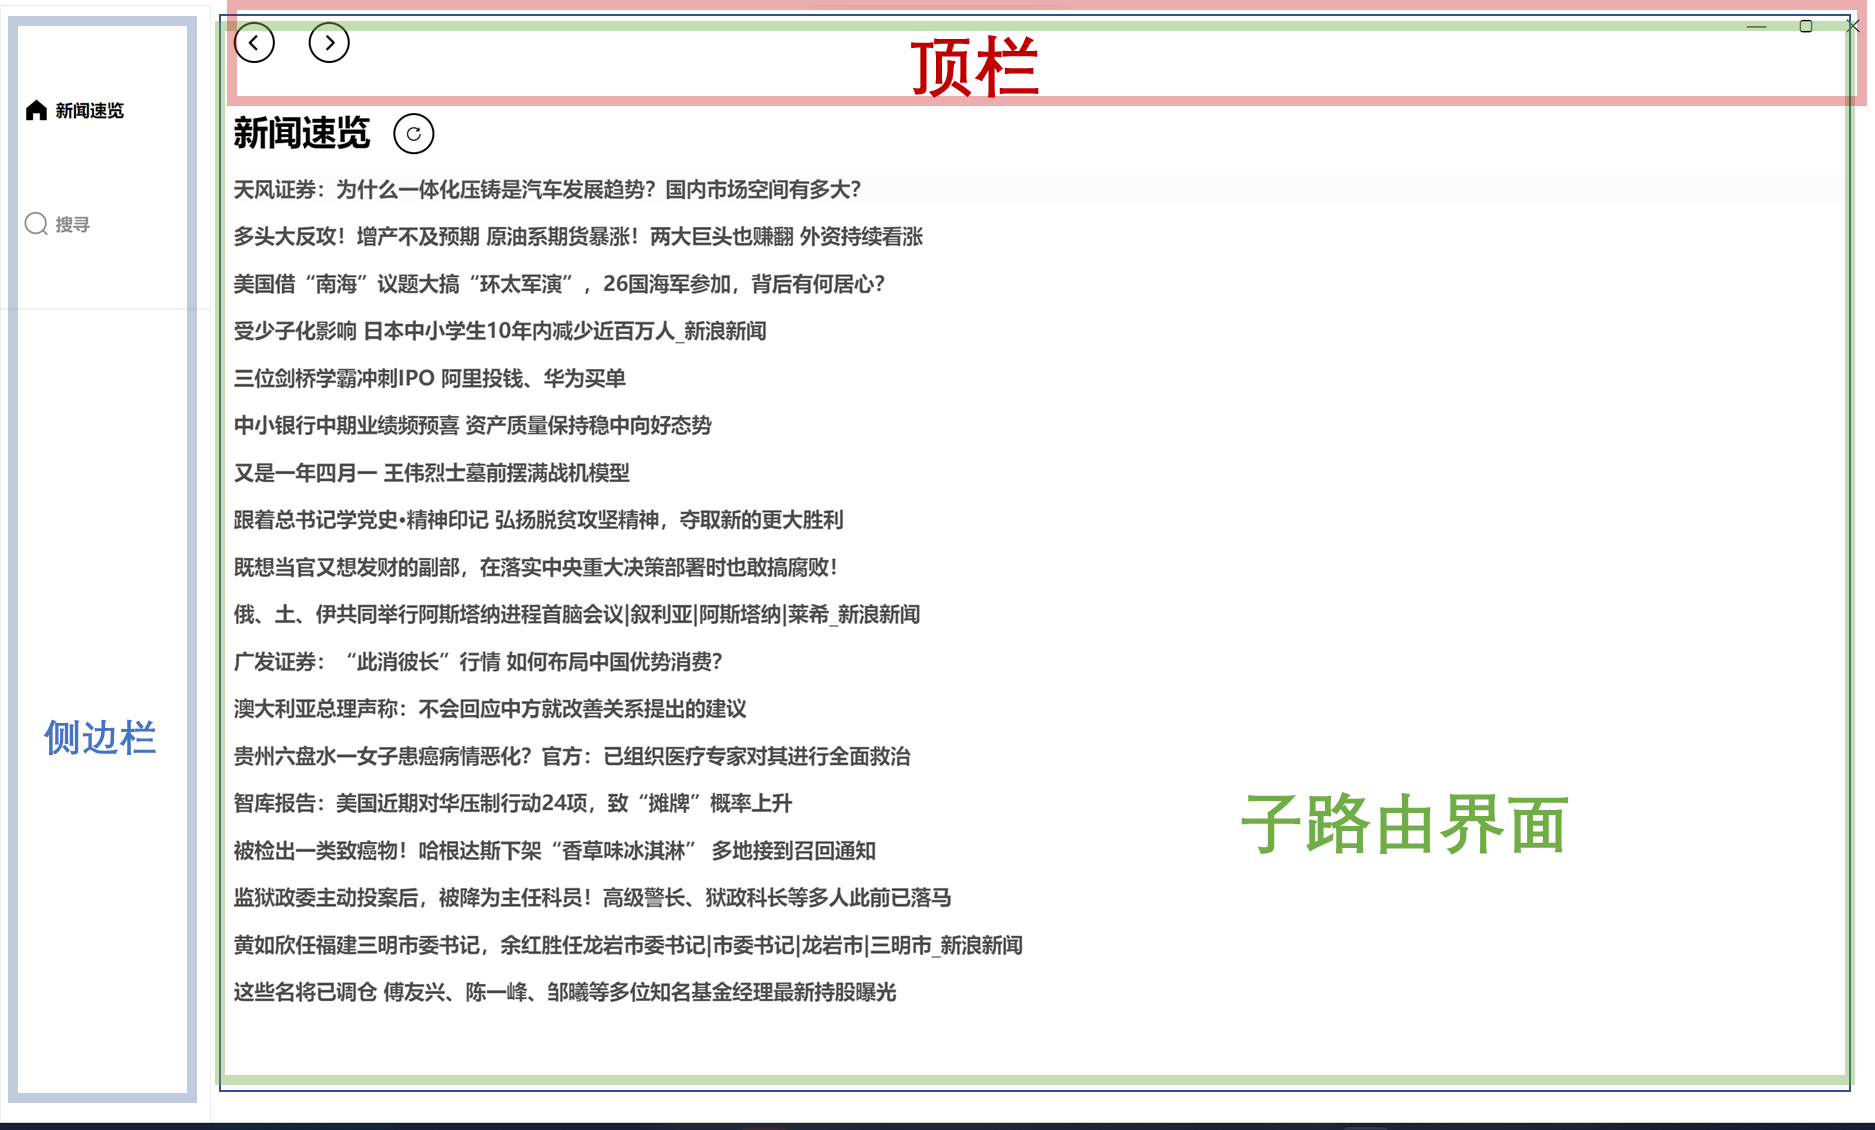 顶栏
新闻速览
搜寻
侧边栏
新闻速览
天风证券：为什么一体化压铸是汽车发展趋势？国内市场空间有多大？
多头大反攻！增产不及预期 原油系期货暴涨！两大巨头也赚翻 外资持续看涨
美国借“南海”议题大搞“环太军演”，26国海军参加，背后有何居心？
受少子化影响 日本中小学生10年内减少近百万人_新浪新闻
三位剑桥学霸冲刺IPO 阿里投钱、华为买单
中小银行中期业绩频预喜 资产质量保持稳中向好态势
又是一年四月一 王伟烈士墓前摆满战机模型
跟着总书记学党史•精神印记 弘扬脱贫攻坚精神，夺取新的更大胜利
既想当官又想发财的副部，在落实中央重大决策部署时也敢搞腐败！
俄、土、伊共同举行阿斯塔纳进程首脑会议|叙利亚|阿斯塔纳|莱希_新浪新闻
广发证券：“此消彼长”行情 如何布局中国优势消费？
澳大利亚总理声称：不会回应中方就改善关系提出的建议
贵州六盘水一女子患癌病情恶化？官方：已组织医疗专家对其进行全面救治
智库报告：美国近期对华压制行动24项，致“摊牌”概率上升
被检出一类致癌物！哈根达斯下架“香草味冰淇淋” 多地接到召回通知
监狱政委主动投案后，被降为主任科员！高级警长、狱政科长等多人此前已落马
黄如欣任福建三明市委书记，余红胜任龙岩市委书记|市委书记|龙岩市|三明市_新浪新闻
这些名将已调仓 傅友兴、陈一峰、邹曦等多位知名基金经理最新持股曝光
子路由界面